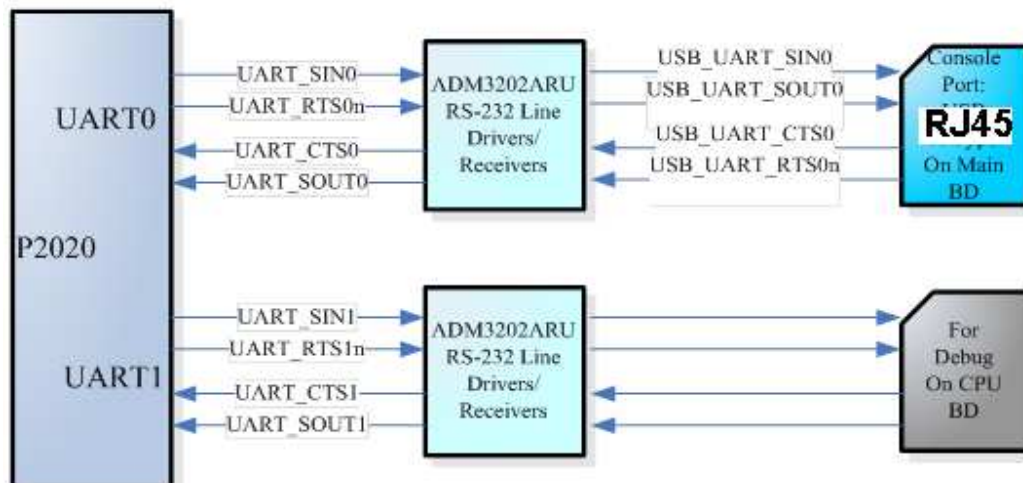 P2020
UART0
UART_SIN0
UART_RTS0n
UART_CTS0
UART_SOUT0
ADM3202ARU
RS-232 Line
Drivers/
Receivers
USB_UART_SIN0
USB_UART_SOUT0
USB_UART_CTS0
USB_UART_RTS0n
Console
Port:
RJ45
On Main
BD
UART1
UART_SIN1
UART_RTS1n
UART_CTS1
UART_SOUT1
ADM3202ARU
RS-232 Line
Drivers/
Receivers
For
Debug
On CPU
BD